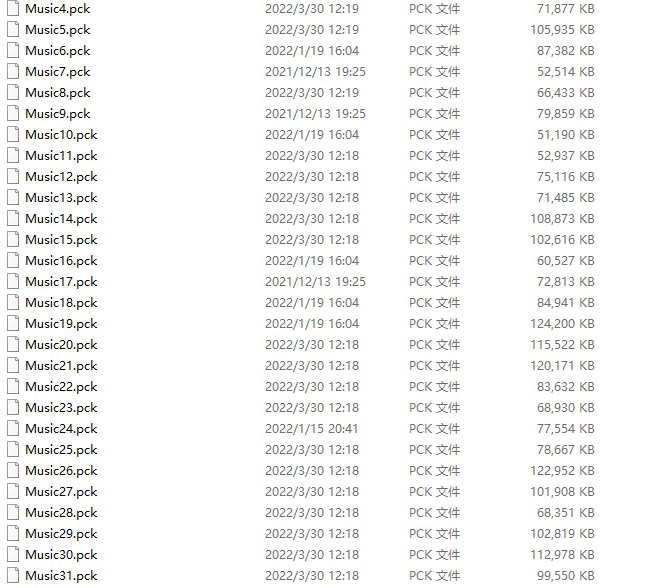 Music4.pck 2022/3/30 12:19 PCK 文件 71,877 KB
Music5.pck 2022/3/30 12:19 PCK 文件 105,935 KB
Music6.pck 2022/1/19 16:04 PCK 文件 87,382 KB
Music7.pck 2021/12/13 19:25 PCK 文件 52,514 KB
Music8.pck 2022/3/30 12:19 PCK 文件 66,433 KB
Music9.pck 2021/12/13 19:25 PCK 文件 79,859 KB
Music10.pck 2022/1/19 16:04 PCK 文件 51,190 KB
Music11.pck 2022/3/30 12:18 PCK 文件 52,937 KB
Music12.pck 2022/3/30 12:18 PCK 文件 75,116 KB
Music13.pck 2022/3/30 12:18 PCK 文件 71,485 KB
Music14.pck 2022/3/30 12:18 PCK 文件 108,873 KB
Music15.pck 2022/3/30 12:18 PCK 文件 102,616 KB
Music16.pck 2022/1/19 16:04 PCK 文件 60,527 KB
Music17.pck 2021/12/13 19:25 PCK 文件 72,813 KB
Music18.pck 2022/1/19 16:04 PCK 文件 84,941 KB
Music19.pck 2022/1/19 16:04 PCK 文件 124,200 KB
Music20.pck 2022/3/30 12:18 PCK 文件 115,522 KB
Music21.pck 2022/3/30 12:18 PCK 文件 120,171 KB
Music22.pck 2022/3/30 12:18 PCK 文件 83,632 KB
Music23.pck 2022/3/30 12:18 PCK 文件 68,930 KB
Music24.pck 2022/1/15 20:41 PCK 文件 77,554 KB
Music25.pck 2022/3/30 12:18 PCK 文件 78,667 KB
Music26.pck 2022/3/30 12:18 PCK 文件 122,952 KB
Music27.pck 2022/3/30 12:18 PCK 文件 101,908 KB
Music28.pck 2022/3/30 12:18 PCK 文件 68,351 KB
Music29.pck 2022/3/30 12:18 PCK 文件 102,819 KB
Music30.pck 2022/3/30 12:18 PCK 文件 112,978 KB
Music31.pck 2022/3/30 12:18 PCK 文件 99,550 KB